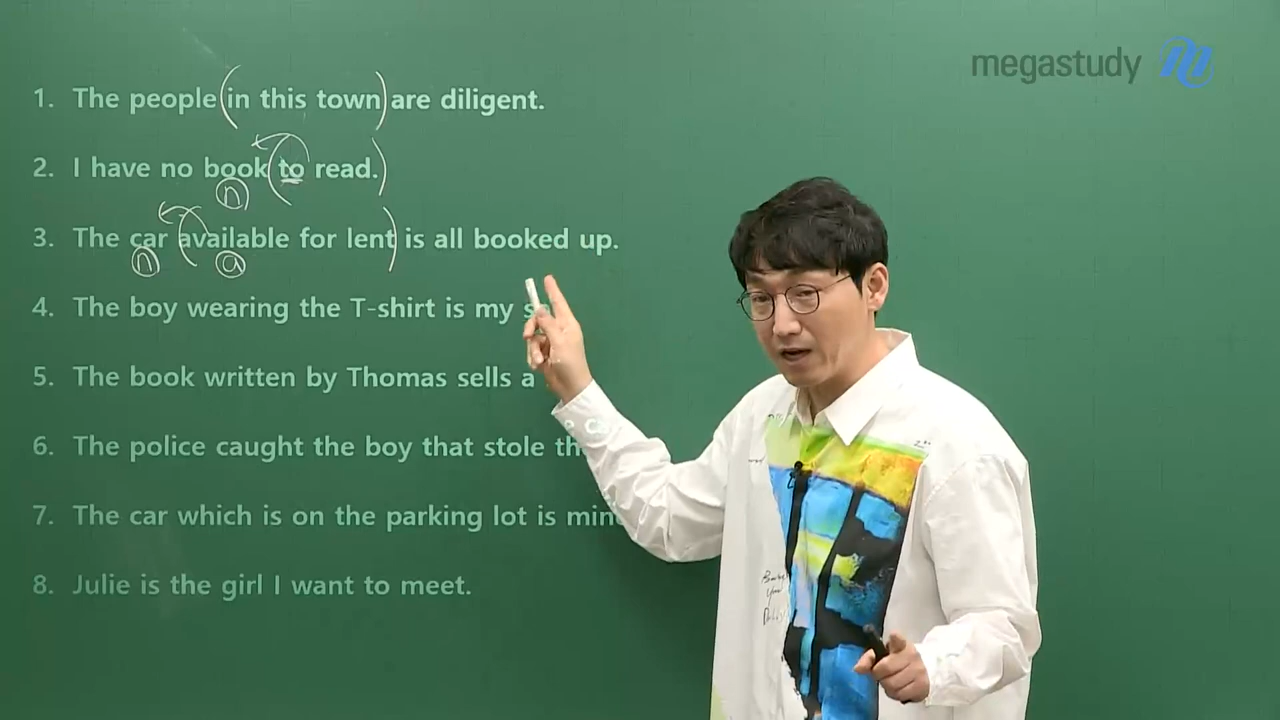 megastudy
1. The people (in this town) are diligent.
2. I have no book (to read.)
n
3. The car (available for lent) is all booked up.
n a
4. The boy wearing the T-shirt is my s
5. The book written by Thomas sells a
6. The police caught the boy that stole th
7. The car which is on the parking lot is mine
8. Julie is the girl I want to meet.